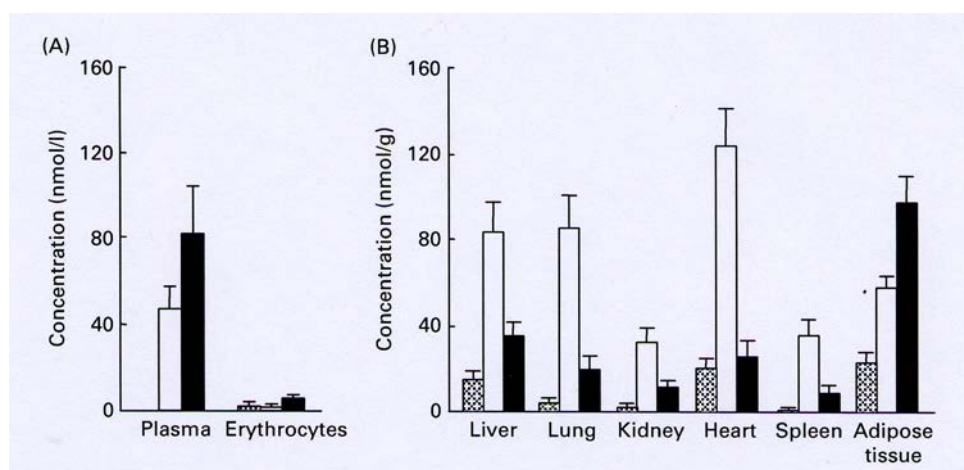 (A)
160
120
80
40
0
Concentration (nmol/l)
Plasma Erythrocytes
(B)
160
120
80
40
0
Concentration (nmol/g)
Liver Lung Kidney Heart Spleen Adipose
tissue